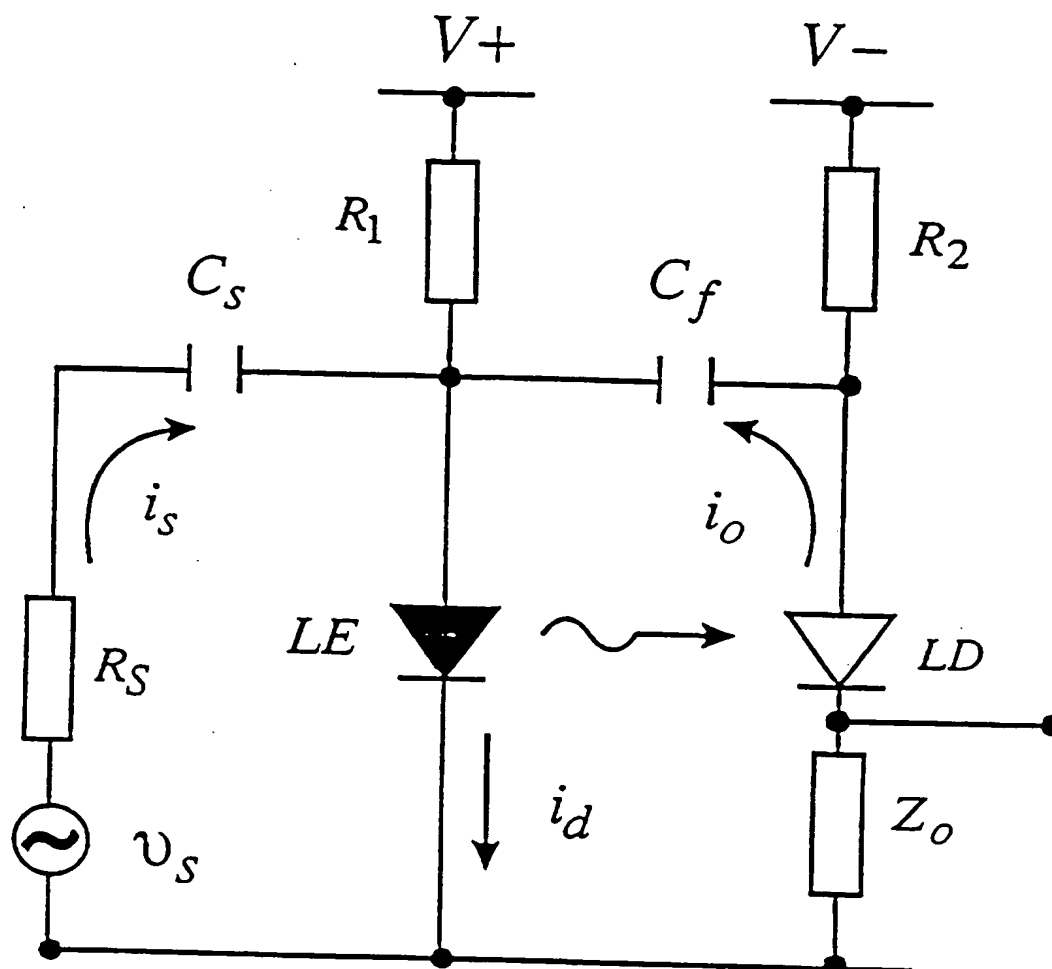 V+ V−
R1 R2
Cs Cf
is io
LE LD
RS
id Zo
υs